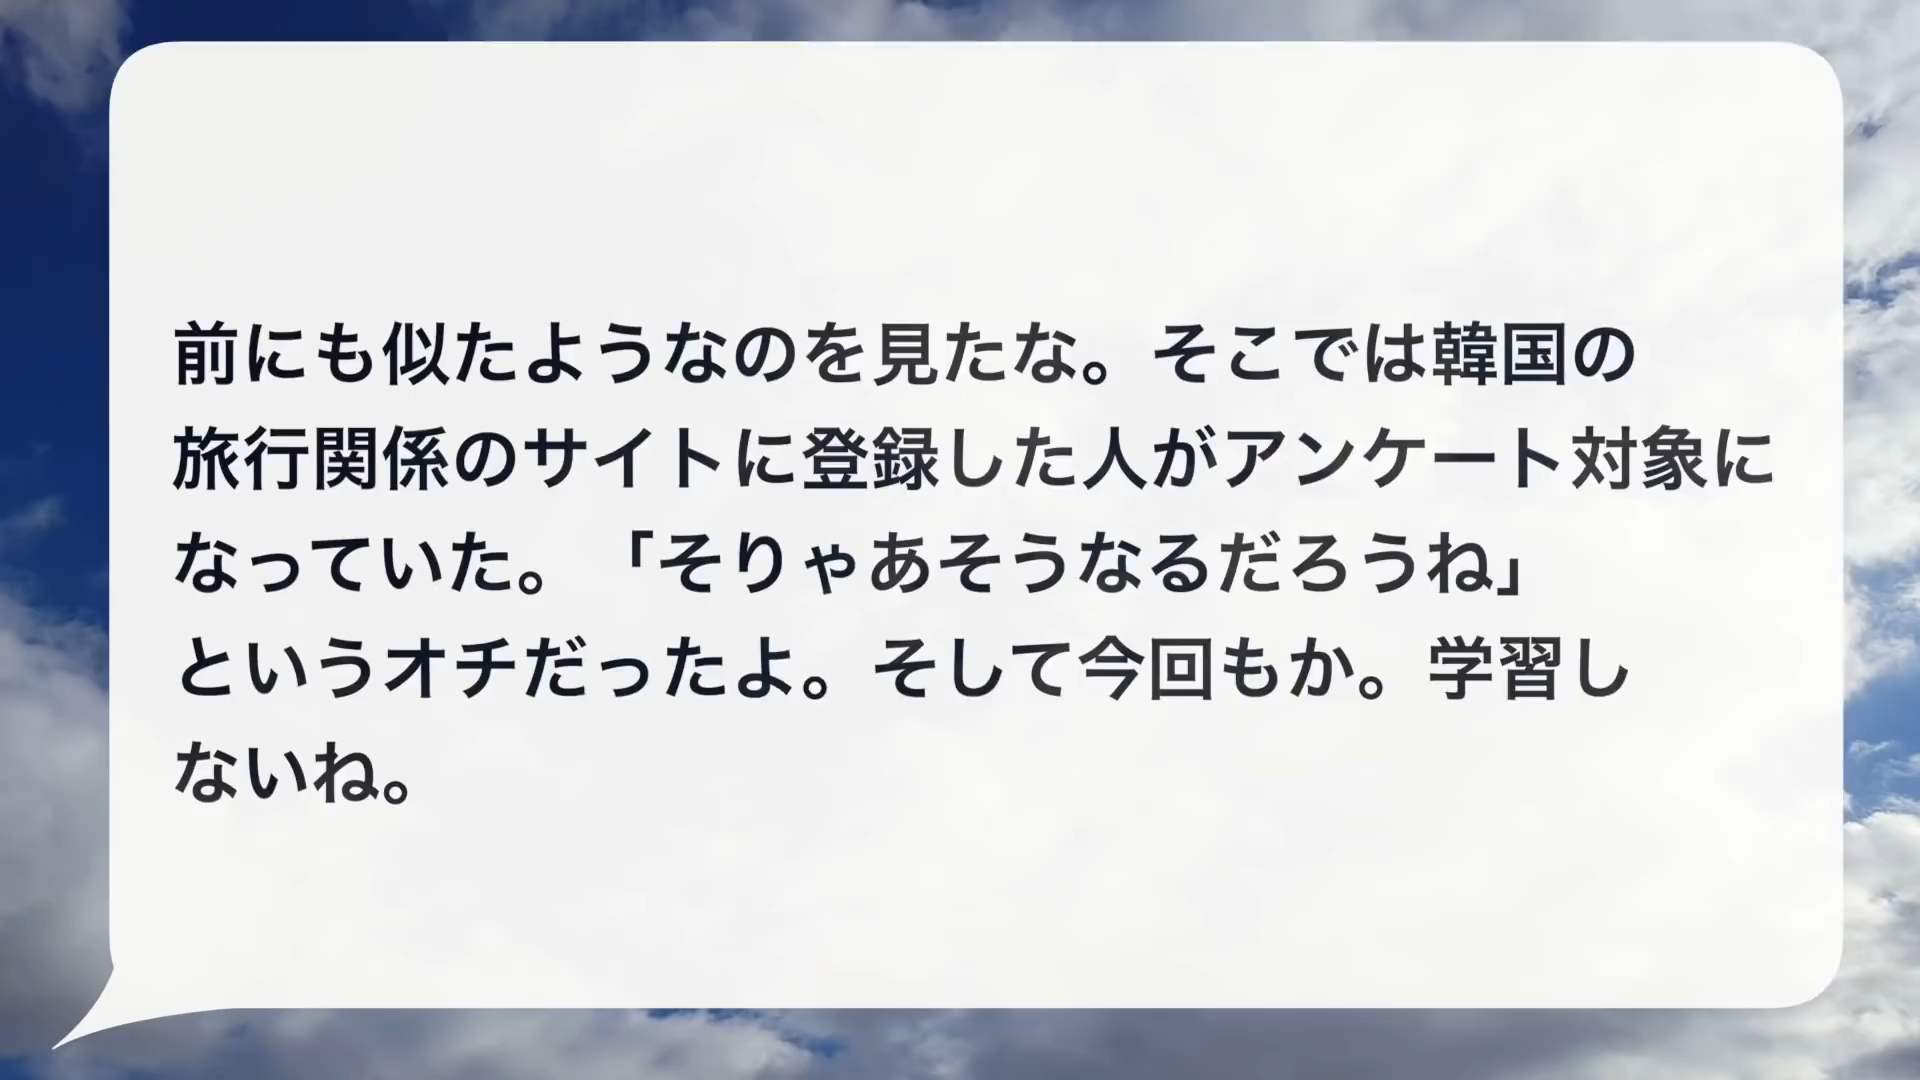 前にも似たようなのを見たな。そこでは韓国の
旅行関係のサイトに登録した人がアンケート対象に
なっていた。「そりゃあそうなるだろうね」
というオチだったよ。そして今回もか。学習し
ないね。